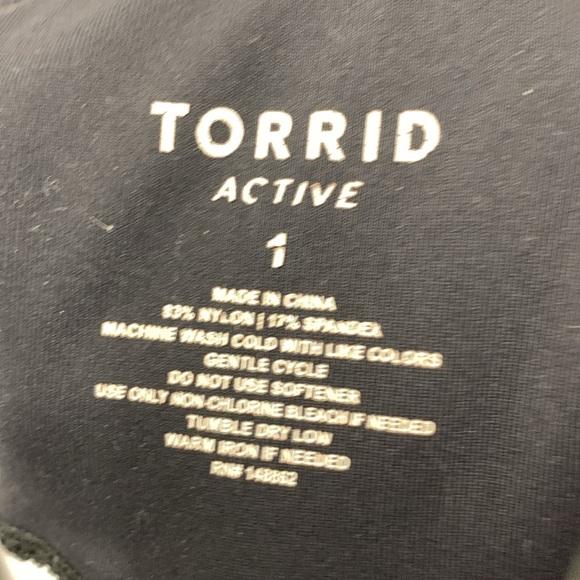 TORRID
ACTIVE
1
MADE IN CHINA
83% NYLON | 17% SPANDEX
MACHINE WASH COLD WITH LIKE COLORS
GENTLE CYCLE
DO NOT USE SOFTENER
USE ONLY NON-CHLORINE BLEACH IF NEEDED
TUMBLE DRY LOW
WARM IRON IF NEEDED
RN#